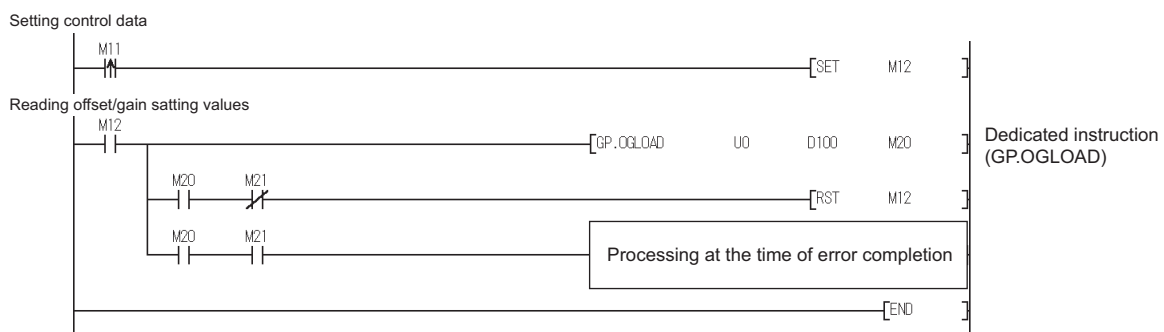 Setting control data
M11
SET M12
Reading offset/gain satting values
M12
GP.OGLOAD U0 D100 M20
Dedicated instruction
(GP.OGLOAD)
M20 M21
RST M12
M20 M21
Processing at the time of error completion
END